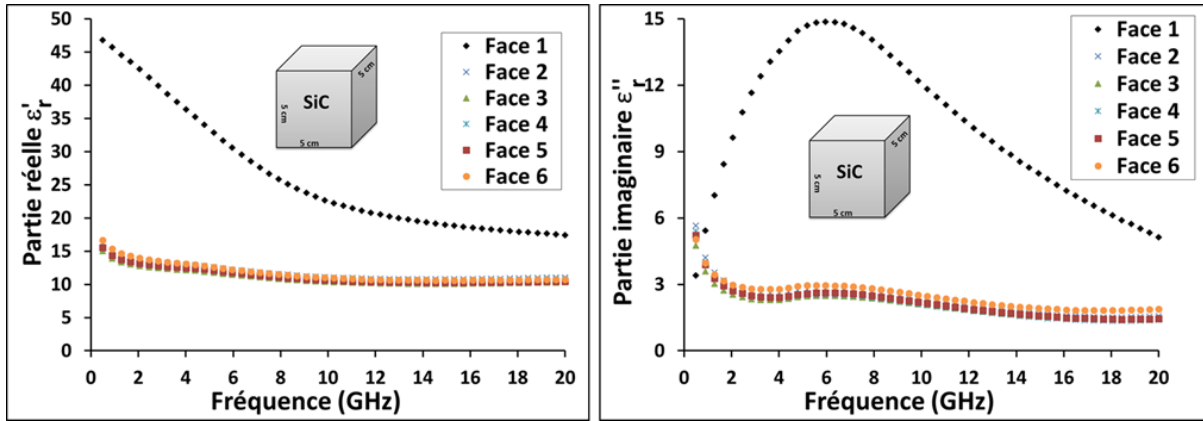 Partie réelle ε'r
50
45
40
35
30
25
20
15
10
5
0
0 2 4 6 8 10 12 14 16 18 20
Fréquence (GHz)
SiC
5 cm
5 cm
5 cm
Face 1
Face 2
Face 3
Face 4
Face 5
Face 6
Partie imaginaire ε''r
15
12
9
6
3
0
0 2 4 6 8 10 12 14 16 18 20
Fréquence (GHz)
SiC
5 cm
5 cm
5 cm
Face 1
Face 2
Face 3
Face 4
Face 5
Face 6